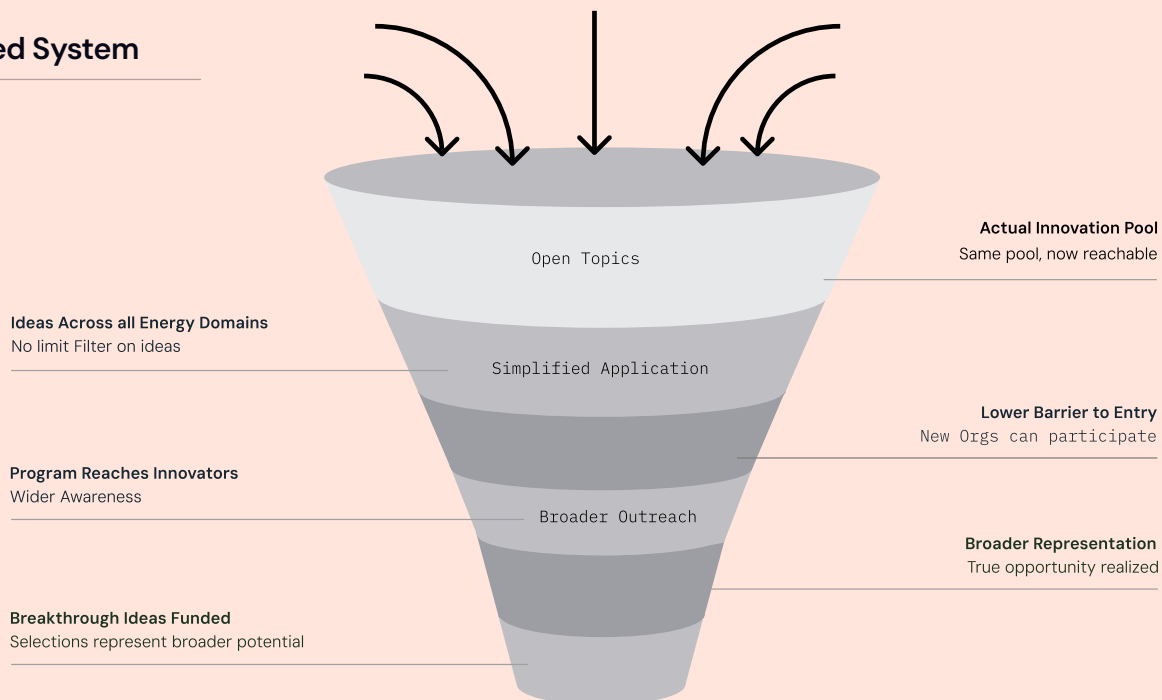 ed System
Open Topics
Actual Innovation Pool
Same pool, now reachable
Ideas Across all Energy Domains
No limit Filter on ideas
Simplified Application
Lower Barrier to Entry
New Orgs can participate
Program Reaches Innovators
Wider Awareness
Broader Outreach
Broader Representation
True opportunity realized
Breakthrough Ideas Funded
Selections represent broader potential